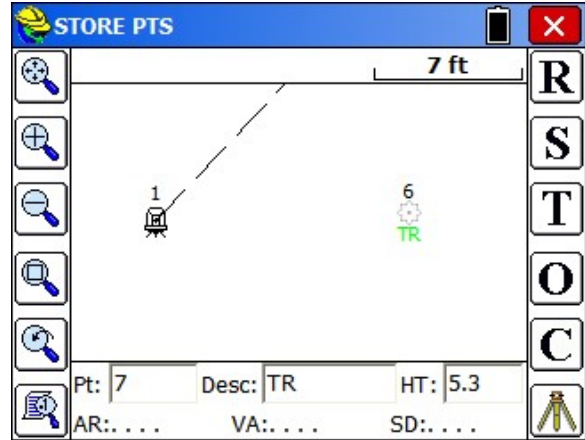 STORE PTS
7 ft
R
S
1
6
T
TR
O
C
Pt: 7 Desc: TR HT: 5.3
AR:. . . . VA:. . . . SD:. . . .